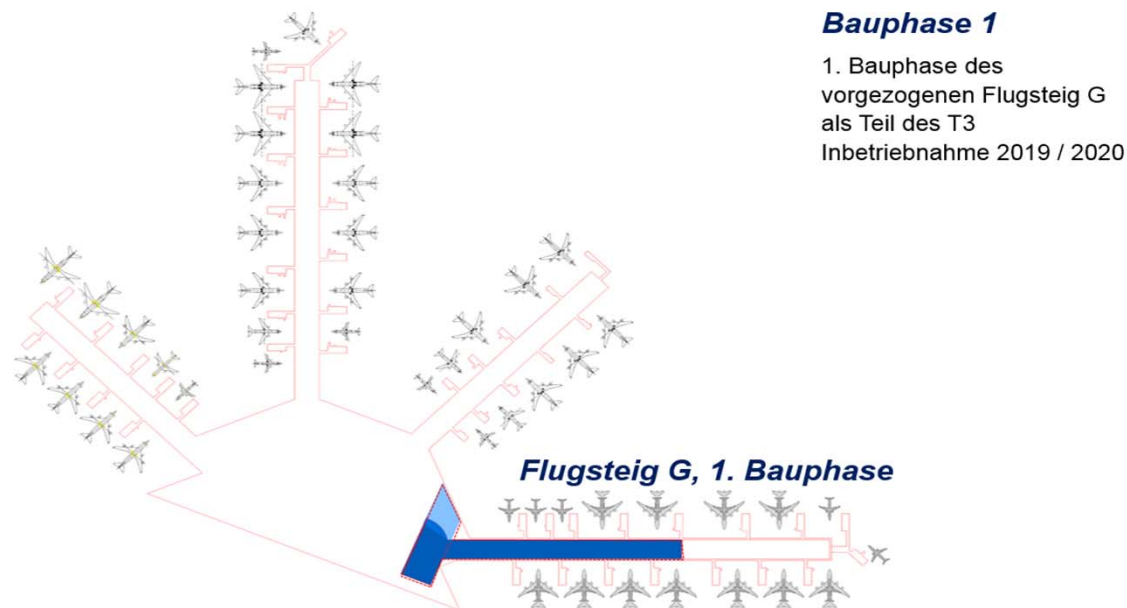 Bauphase 1
1. Bauphase des
vorgezogenen Flugsteig G
als Teil des T3
Inbetriebnahme 2019 / 2020
Flugsteig G, 1. Bauphase